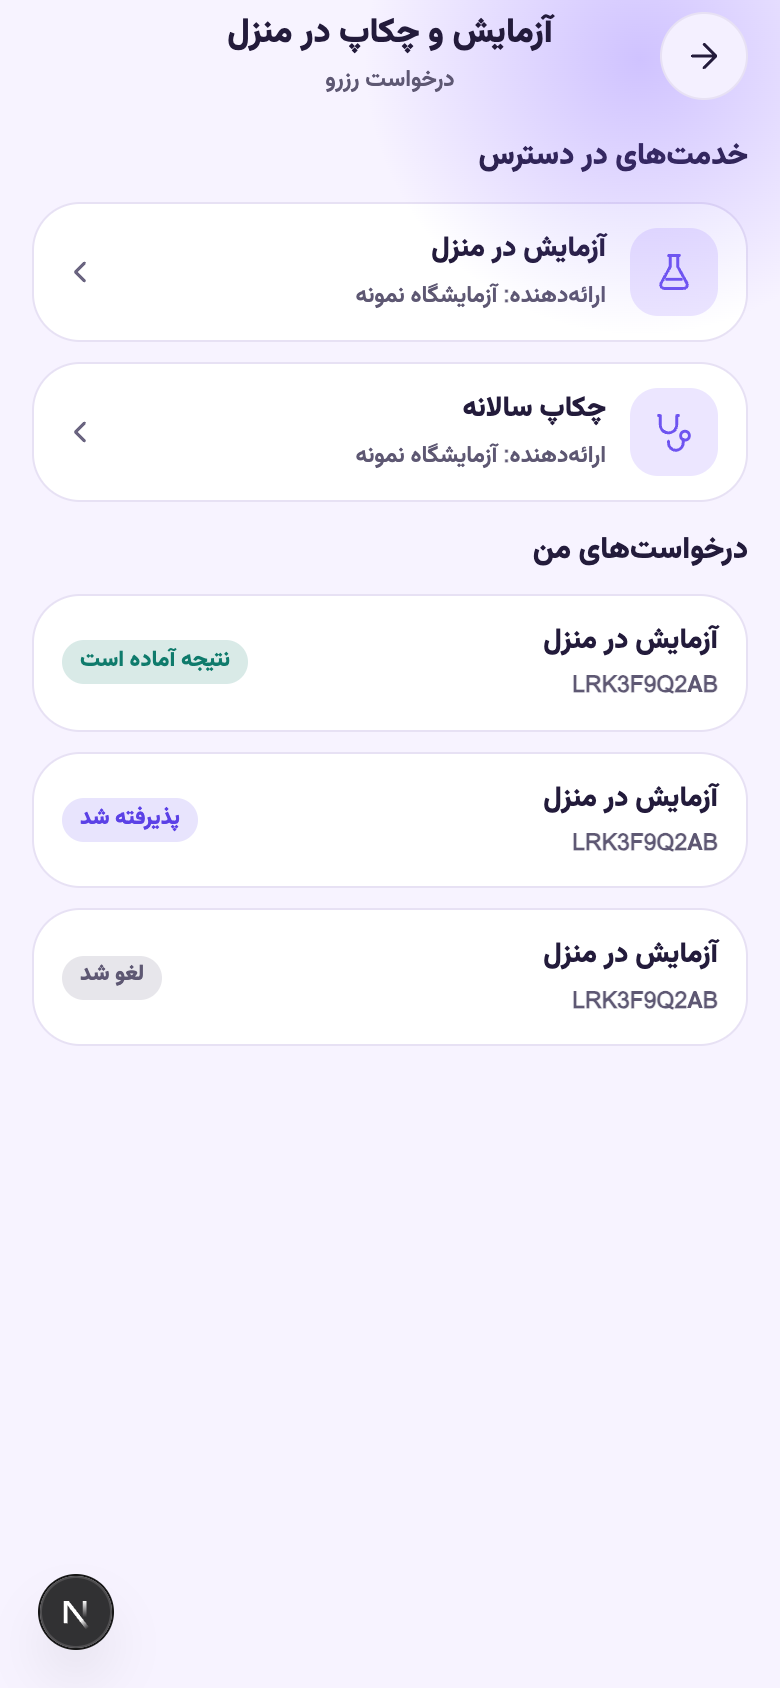 آزمایش و چکاپ در منزل
درخواست رزرو
خدمت‌های در دسترس
آزمایش در منزل
ارائه‌دهنده: آزمایشگاه نمونه
چکاپ سالانه
ارائه‌دهنده: آزمایشگاه نمونه
درخواست‌های من
آزمایش در منزل
نتیجه آماده است
LRK3F9Q2AB
آزمایش در منزل
پذیرفته شد
LRK3F9Q2AB
آزمایش در منزل
لغو شد
LRK3F9Q2AB
N